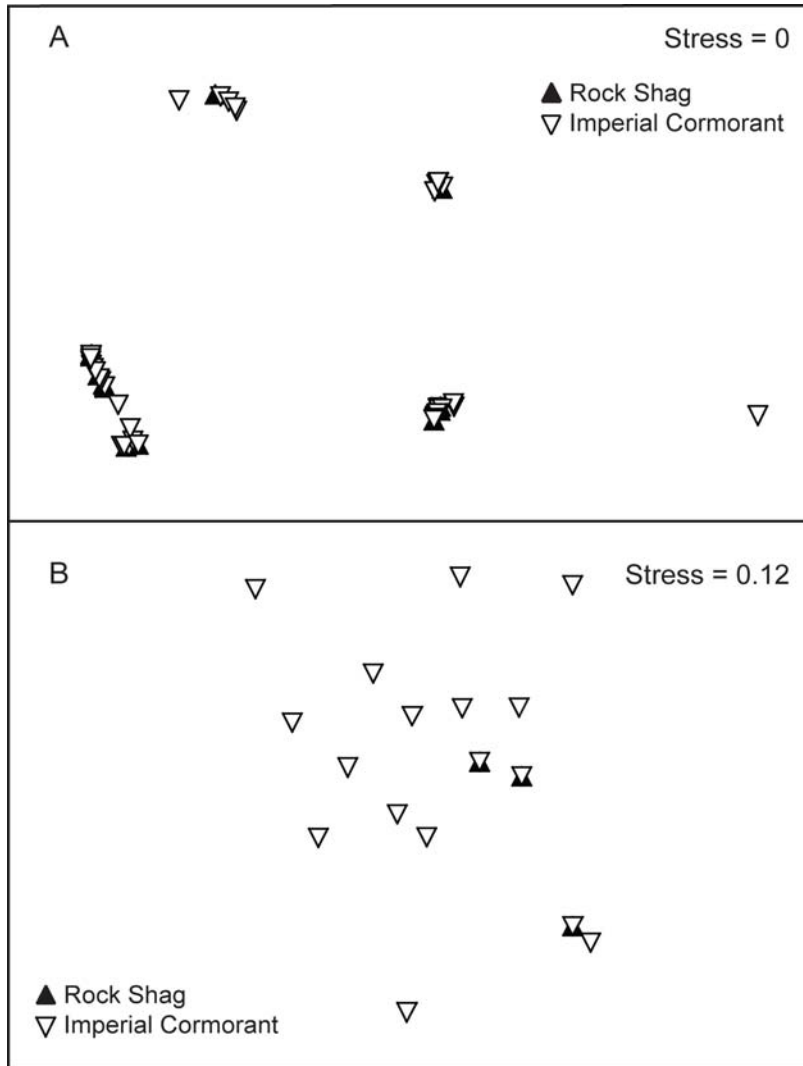 A
Stress = 0
Rock Shag
Imperial Cormorant
B
Stress = 0.12
Rock Shag
Imperial Cormorant